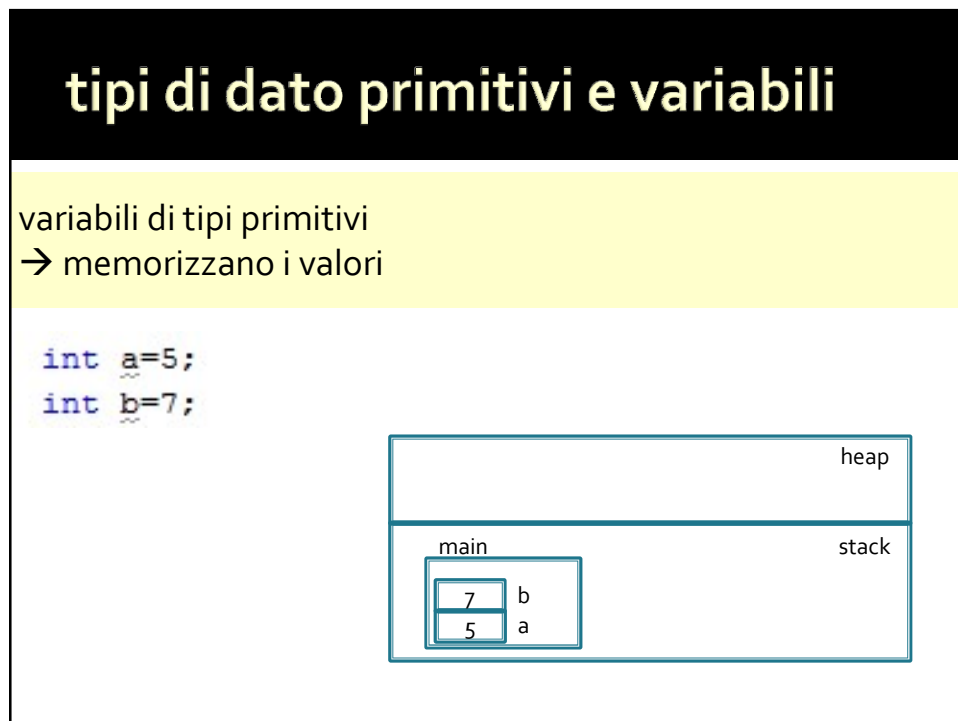 tipi di dato primitivi e variabili
variabili di tipi primitivi
→ memorizzano i valori
int a=5;
int b=7;
heap
main
stack
7 b
5 a